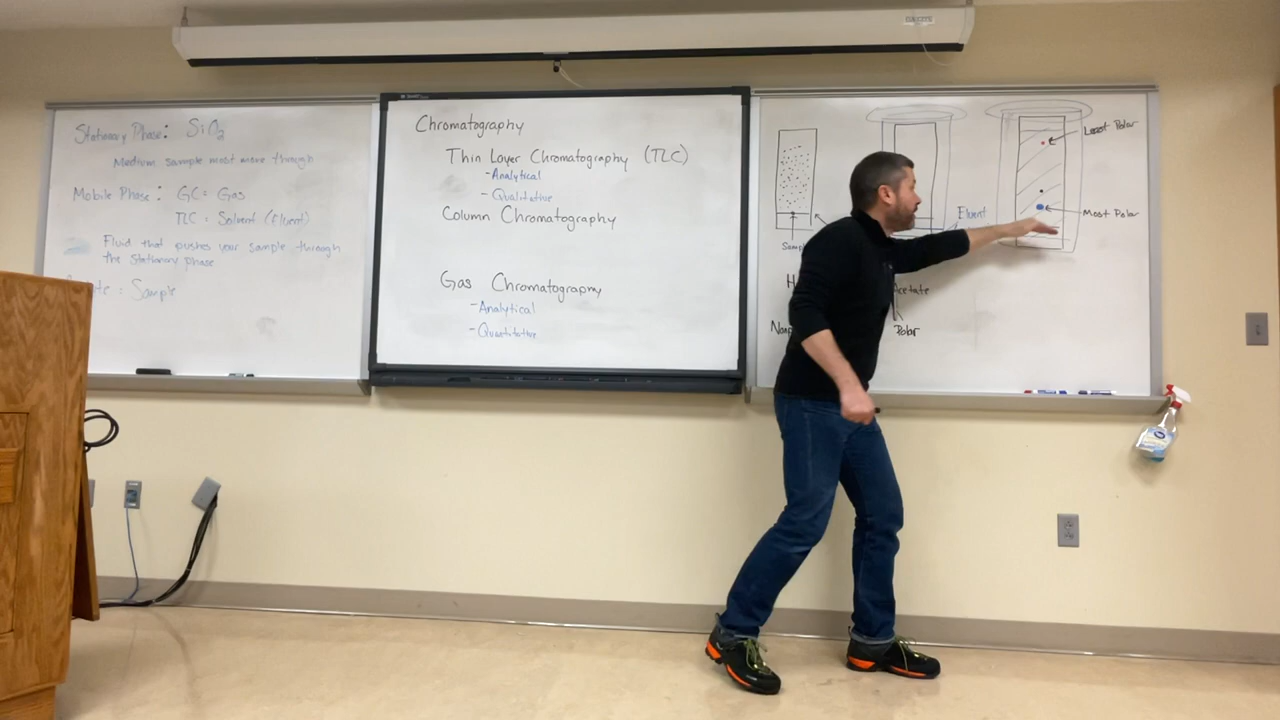 Stationary Phase: SiO2
Medium sample must move through
Mobile Phase: GC: Gas
TLC: Solvent (Eluent)
Fluid that pushes your sample through
the stationary phase
: Sample
Chromatography
Thin Layer Chromatography (TLC)
-Analytical
-Qualitative
Column Chromatography
Gas Chromatography
-Analytical
-Quantitative
Least Polar
Most Polar
Eluent
Acetate
Polar